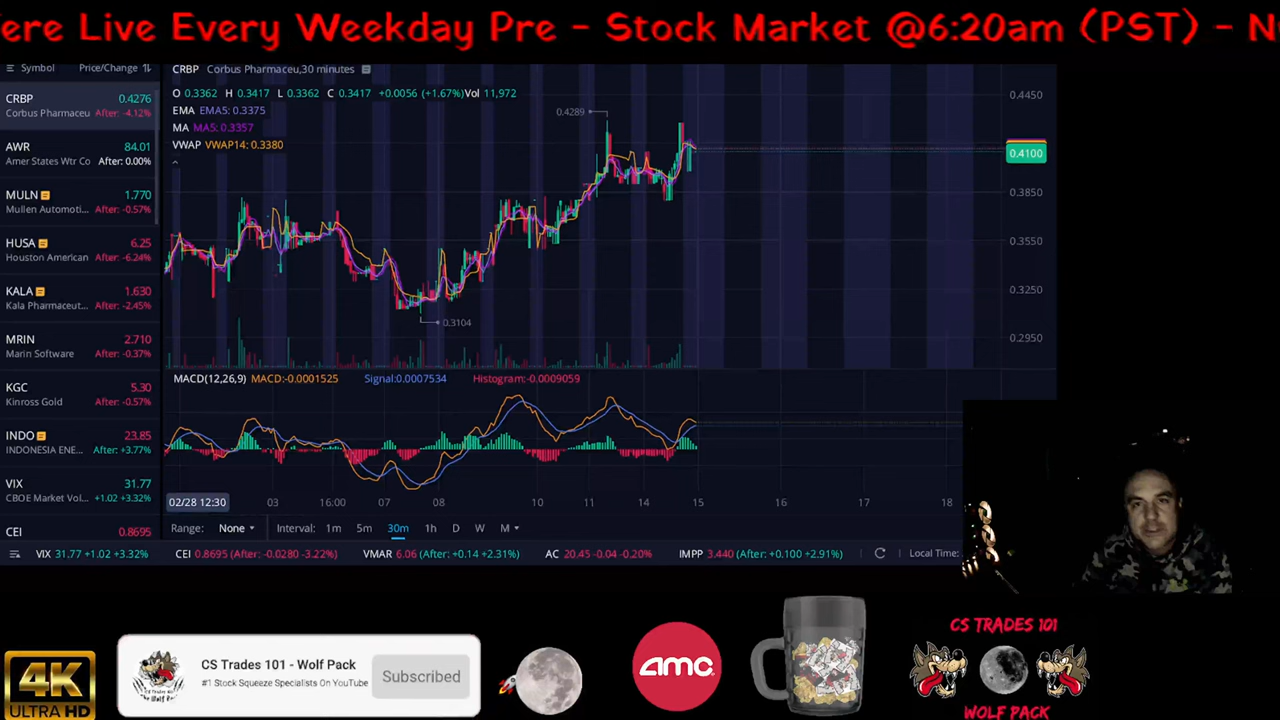 ere Live Every Weekday Pre - Stock Market @6:20am (PST) - N
Symbol Price/Change
CRBP 0.4276
Corbus Pharmaceu After: -4.12%
AWR 84.01
Amer States Wtr Co After: 0.00%
MULN 1.770
Mullen Automoti... After: -0.57%
HUSA 6.25
Houston American After: -6.24%
KALA 1.630
Kala Pharmaceut... After: -2.45%
MRIN 2.710
Marin Software After: -0.37%
KGC 5.30
Kinross Gold After: -0.57%
INDO 23.85
INDONESIA ENE... After: +3.77%
VIX 31.77
CBOE Market Vol... +1.02 +3.32%
CEI 0.8695
CRBP Corbus Pharmaceu,30 minutes
O 0.3362 H 0.3417 L 0.3362 C 0.3417 +0.0056 (+1.67%)Vol 11,972
EMA EMA5: 0.3375
MA MA5: 0.3357
VWAP VWAP14: 0.3380
0.4289
0.3104
0.4450
0.4100
0.3850
0.3550
0.3250
0.2950
MACD(12,26,9) MACD:-0.0001525 Signal:0.0007534 Histogram:-0.0009059
02/28 12:30 03 16:00 07 08 10 11 14 15 16 17 18
Range: None Interval: 1m 5m 30m 1h D W M
VIX 31.77 +1.02 +3.32% CEI 0.8695 (After: -0.0280 -3.22%) VMAR 6.06 (After: +0.14 +2.31%) AC 20.45 -0.04 -0.20% IMPP 3.440 (After: +0.100 +2.91%) Local Time:
4K
ULTRA HD
CS Trades 101 - Wolf Pack
#1 Stock Squeeze Specialists On YouTube
Subscribed
amc
CS TRADES 101
WOLF PACK